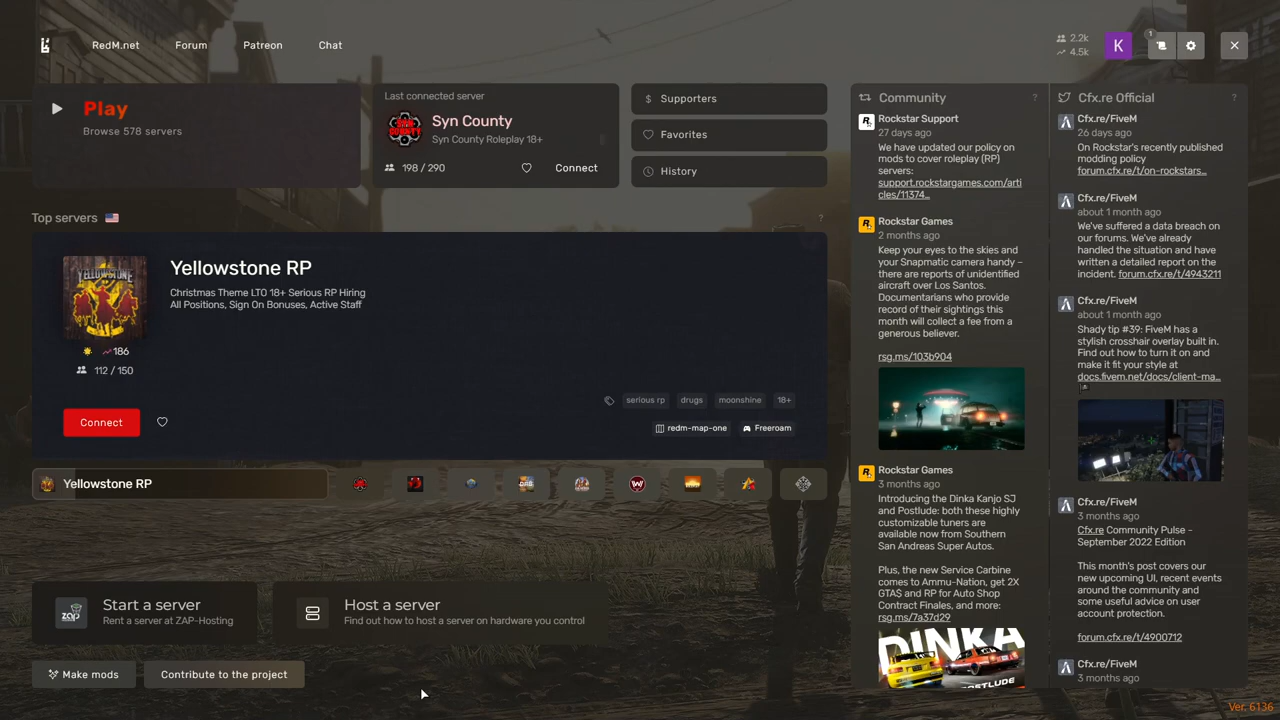 RedM.net
Forum
Patreon
Chat
2.2k
4.5k
K
1
Play
Browse 578 servers
Last connected server
SYN COUNTY
Syn County
Syn County Roleplay 18+
198 / 290
Connect
$ Supporters
Favorites
History
Top servers
?
YELLOWSTONE
Yellowstone RP
Christmas Theme LT0 18+ Serious RP Hiring
All Positions, Sign On Bonuses, Active Staff
186
112 / 150
Connect
serious rp
drugs
moonshine
18+
redm-map-one
Freeroam
Yellowstone RP
zap
Start a server
Rent a server at ZAP-Hosting
Host a server
Find out how to host a server on hardware you control
Make mods
Contribute to the project
Community
?
Rockstar Support
27 days ago
We have updated our policy on
mods to cover roleplay (RP)
servers:
support.rockstargames.com/arti
cles/11374…
Rockstar Games
2 months ago
Keep your eyes to the skies and
your Snapmatic camera handy –
there are reports of unidentified
aircraft over Los Santos.
Documentarians who provide
record of their sightings this
month will collect a fee from a
generous believer.
rsg.ms/103b904
Rockstar Games
3 months ago
Introducing the Dinka Kanjo SJ
and Postlude: both these highly
customizable tuners are
available now from Southern
San Andreas Super Autos.
Plus, the new Service Carbine
comes to Ammu-Nation, get 2X
GTA$ and RP for Auto Shop
Contract Finales, and more:
rsg.ms/7a37d29
DINKA
POSTLUDE
Cfx.re Official
?
Cfx.re/FiveM
26 days ago
On Rockstar's recently published
modding policy
forum.cfx.re/t/on-rockstars…
Cfx.re/FiveM
about 1 month ago
We've suffered a data breach on
our forums. We've already
handled the situation and have
written a detailed report on the
incident. forum.cfx.re/t/4943211
Cfx.re/FiveM
about 1 month ago
Shady tip #39: FiveM has a
stylish crosshair overlay built in.
Find out how to turn it on and
make it fit your style at
docs.fivem.net/docs/client-ma…
Cfx.re/FiveM
3 months ago
Cfx.re Community Pulse –
September 2022 Edition
This month's post covers our
new upcoming UI, recent events
around the community and
some useful advice on user
account protection.
forum.cfx.re/t/4900712
Cfx.re/FiveM
3 months ago
Ver. 6136